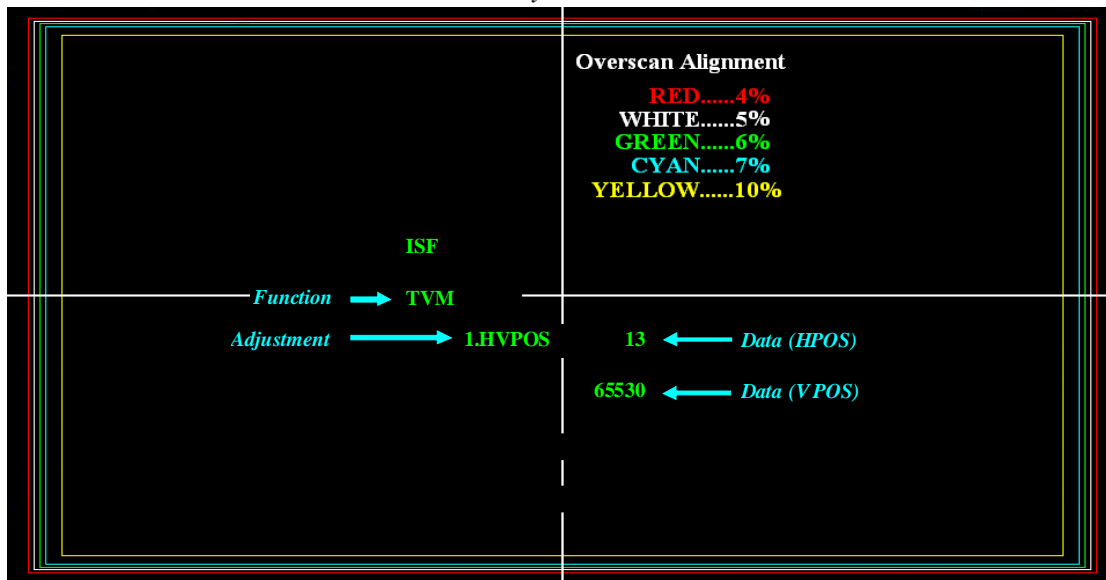 Overscan Alignment
RED......4%
WHITE......5%
GREEN......6%
CYAN......7%
YELLOW......10%
ISF
Function TVM
Adjustment 1.HVPOS 13 Data (HPOS)
65530 Data (VPOS)